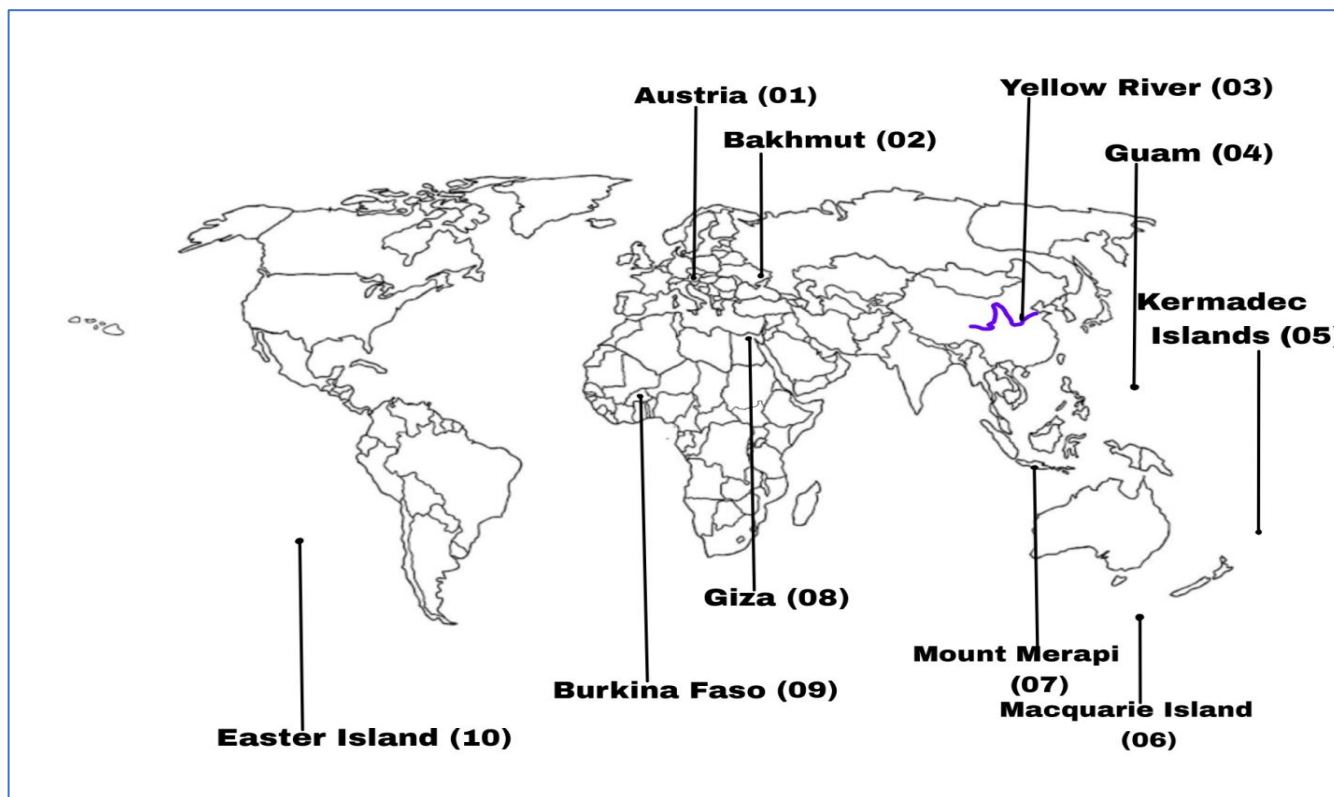 Austria (01)
Yellow River (03)
Bakhmut (02)
Guam (04)
Kermadec
Islands (05)
Giza (08)
Mount Merapi
(07)
Burkina Faso (09)
Macquarie Island
(06)
Easter Island (10)